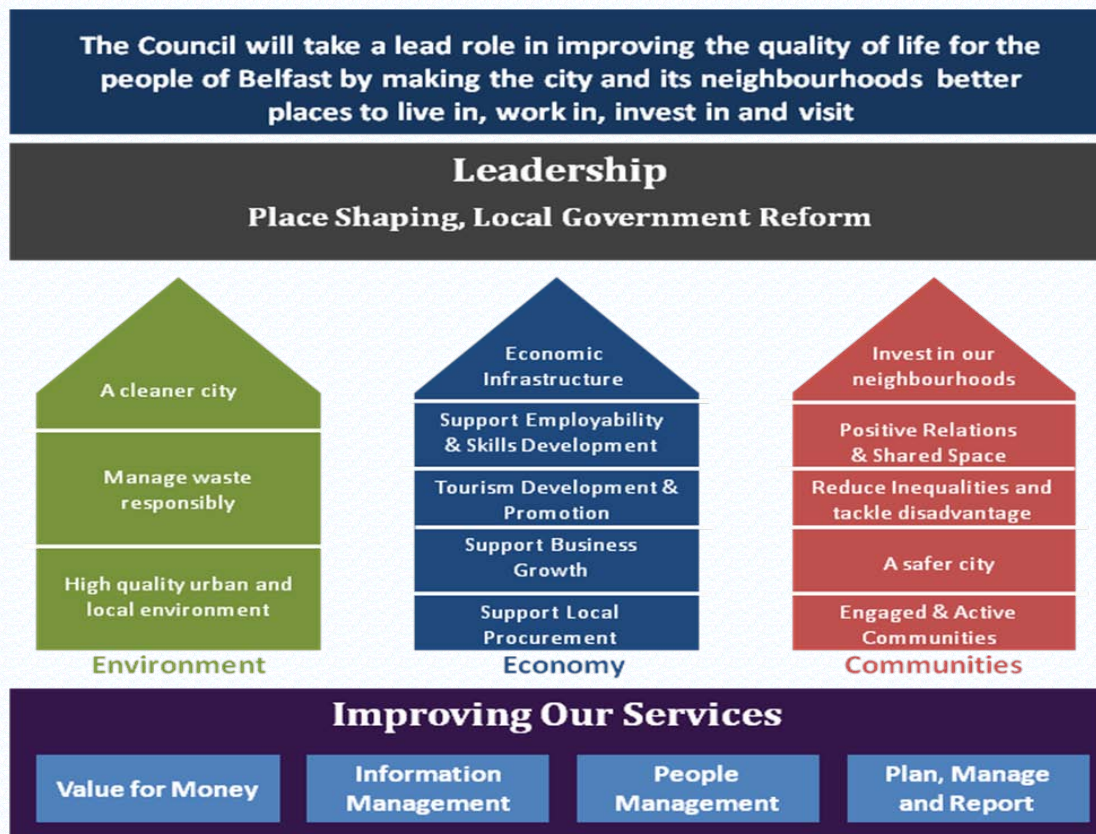 The Council will take a lead role in improving the quality of life for the
people of Belfast by making the city and its neighbourhoods better
places to live in, work in, invest in and visit
Leadership
Place Shaping, Local Government Reform
A cleaner city
Manage waste
responsibly
High quality urban and
local environment
Environment
Economic
Infrastructure
Support Employability
& Skills Development
Tourism Development &
Promotion
Support Business
Growth
Support Local
Procurement
Economy
Invest in our
neighbourhoods
Positive Relations
& Shared Space
Reduce Inequalities and
tackle disadvantage
A safer city
Engaged & Active
Communities
Communities
Improving Our Services
Value for Money
Information
Management
People
Management
Plan, Manage
and Report